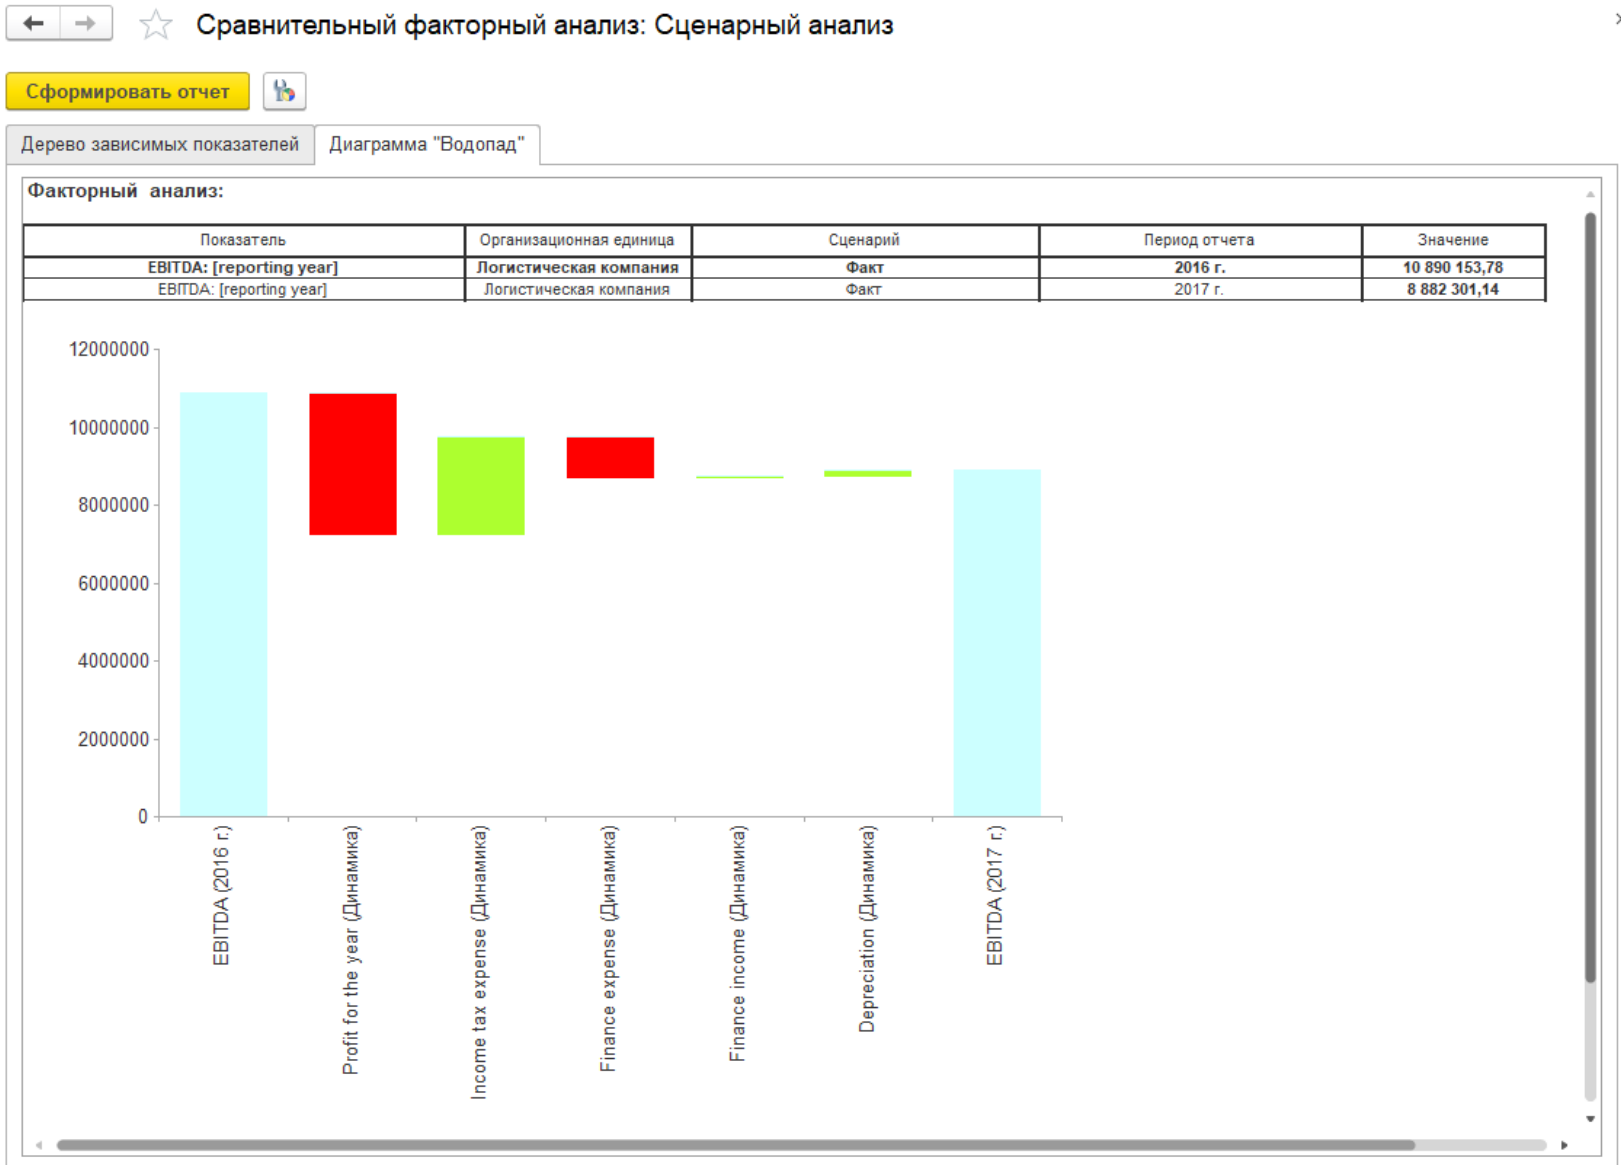 Сравнительный факторный анализ: Сценарный анализ
Сформировать отчет
Дерево зависимых показателей Диаграмма "Водопад"
Факторный анализ:
Показатель Организационная единица Сценарий Период отчета Значение
EBITDA: [reporting year] Логистическая компания Факт 2016 г. 10 890 153,78
EBITDA: [reporting year] Логистическая компания Факт 2017 г. 8 882 301,14
12000000
10000000
8000000
6000000
4000000
2000000
0
EBITDA (2016 г.)
Profit for the year (Динамика)
Income tax expense (Динамика)
Finance expense (Динамика)
Finance income (Динамика)
Depreciation (Динамика)
EBITDA (2017 г.)